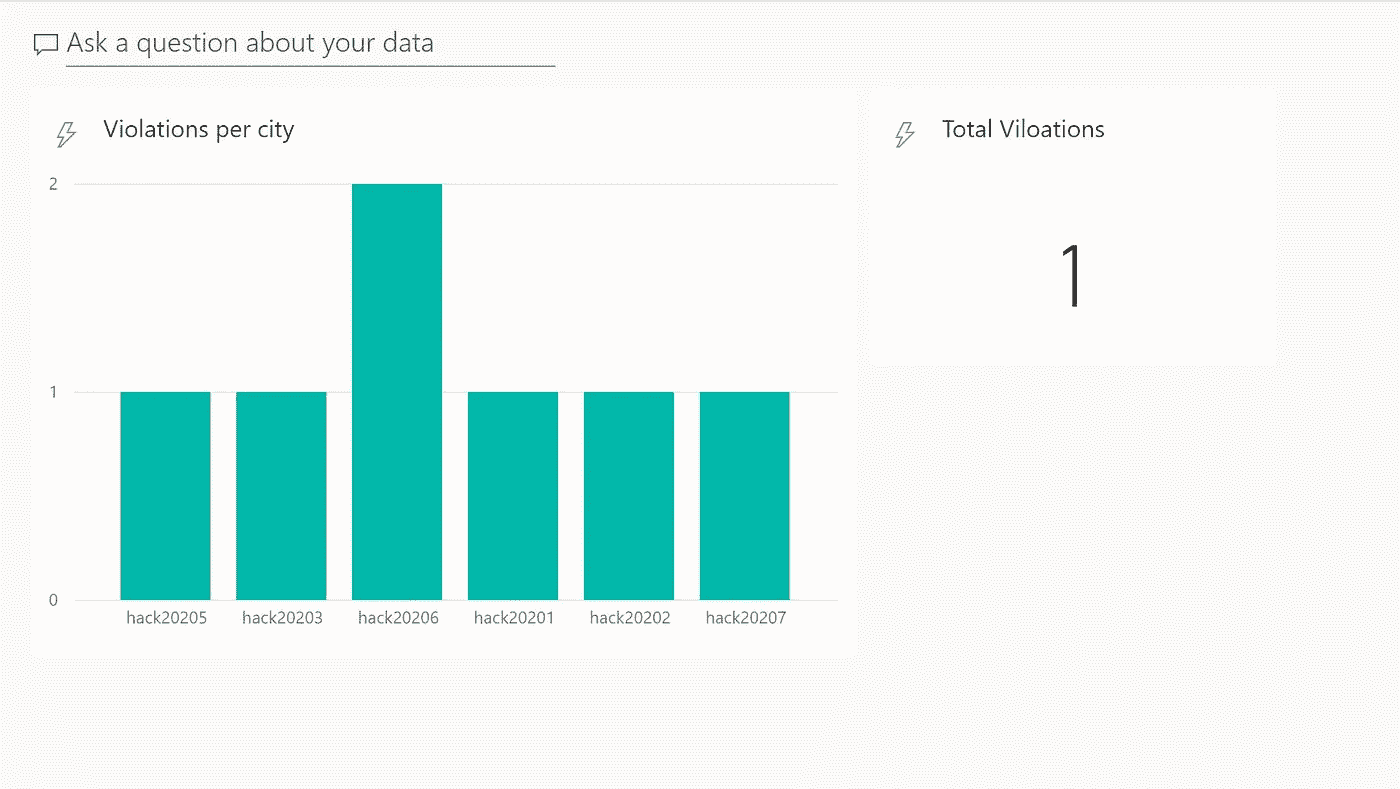 Ask a question about your data
Violations per city
2
1
0
hack20205 hack20203 hack20206 hack20201 hack20202 hack20207
Total Viloations
1